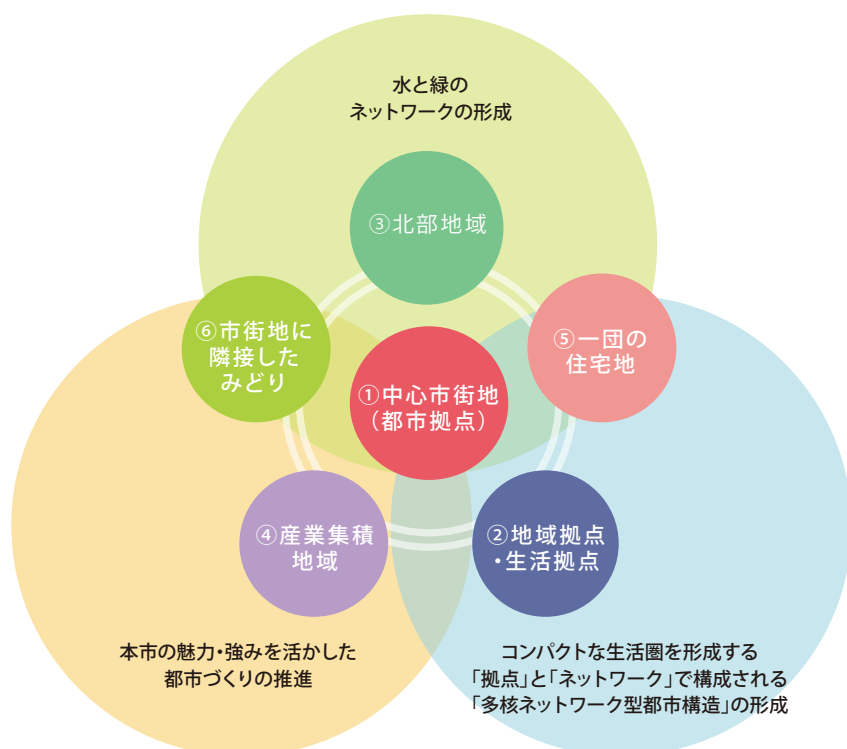 水と緑の
ネットワークの形成
③北部地域
⑥市街地に
隣接した
みどり
⑤一団の
住宅地
①中心市街地
（都市拠点）
④産業集積
地域
②地域拠点
・生活拠点
本市の魅力・強みを活かした
都市づくりの推進
コンパクトな生活圏を形成する
「拠点」と「ネットワーク」で構成される
「多核ネットワーク型都市構造」の形成